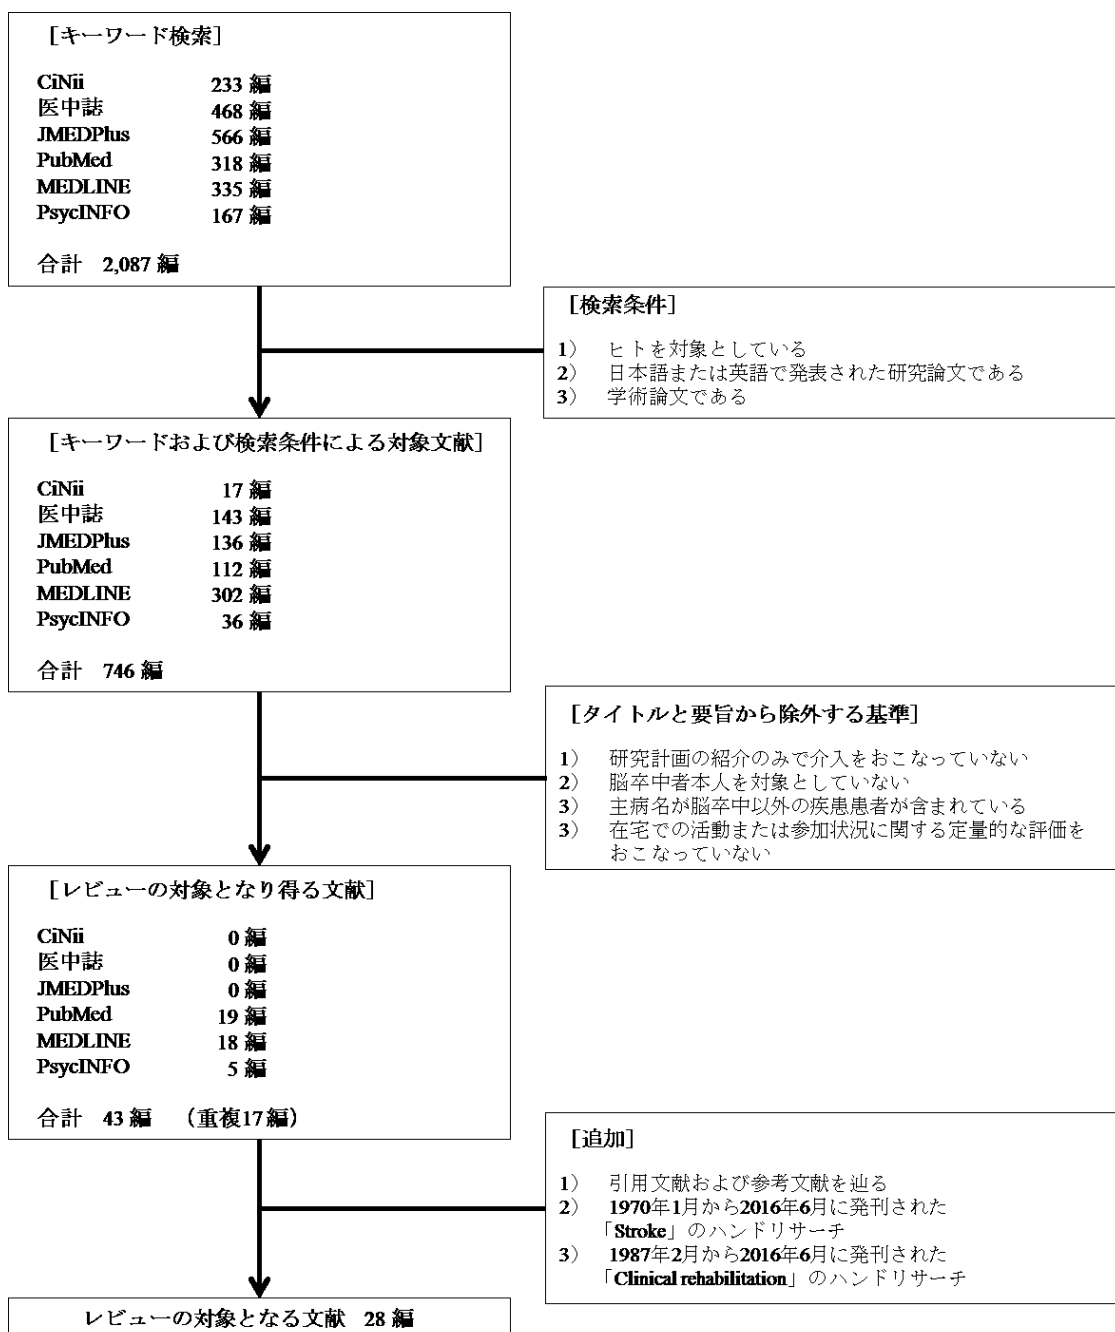 ［キーワード検索］
CiNii 233 編
医中誌 468 編
JMEDPlus 566 編
PubMed 318 編
MEDLINE 335 編
PsycINFO 167 編
合計 2,087 編
［検索条件］
1） ヒトを対象としている
2） 日本語または英語で発表された研究論文である
3） 学術論文である
［キーワードおよび検索条件による対象文献］
CiNii 17 編
医中誌 143 編
JMEDPlus 136 編
PubMed 112 編
MEDLINE 302 編
PsycINFO 36 編
合計 746 編
［タイトルと要旨から除外する基準］
1） 研究計画の紹介のみで介入をおこなっていない
2） 脳卒中者本人を対象としていない
3） 主病名が脳卒中以外の疾患患者が含まれている
3） 在宅での活動または参加状況に関する定量的な評価を
おこなっていない
［レビューの対象となり得る文献］
CiNii 0 編
医中誌 0 編
JMEDPlus 0 編
PubMed 19 編
MEDLINE 18 編
PsycINFO 5 編
合計 43 編 （重複17編）
［追加］
1） 引用文献および参考文献を辿る
2） 1970年1月から2016年6月に発刊された
「Stroke」のハンドリサーチ
3） 1987年2月から2016年6月に発刊された
「Clinical rehabilitation」のハンドリサーチ
レビューの対象となる文献 28 編